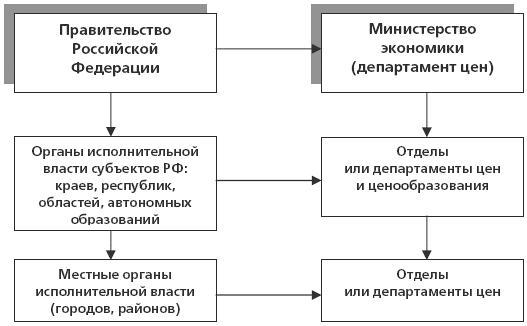 Правительство
Российской
Федерации
Министерство
экономики
(департамент цен)
Органы исполнительной
власти субъектов РФ:
краев, республик,
областей, автономных
образований
Отделы
или департаменты цен
и ценообразования
Местные органы
исполнительной власти
(городов, районов)
Отделы
или департаменты цен